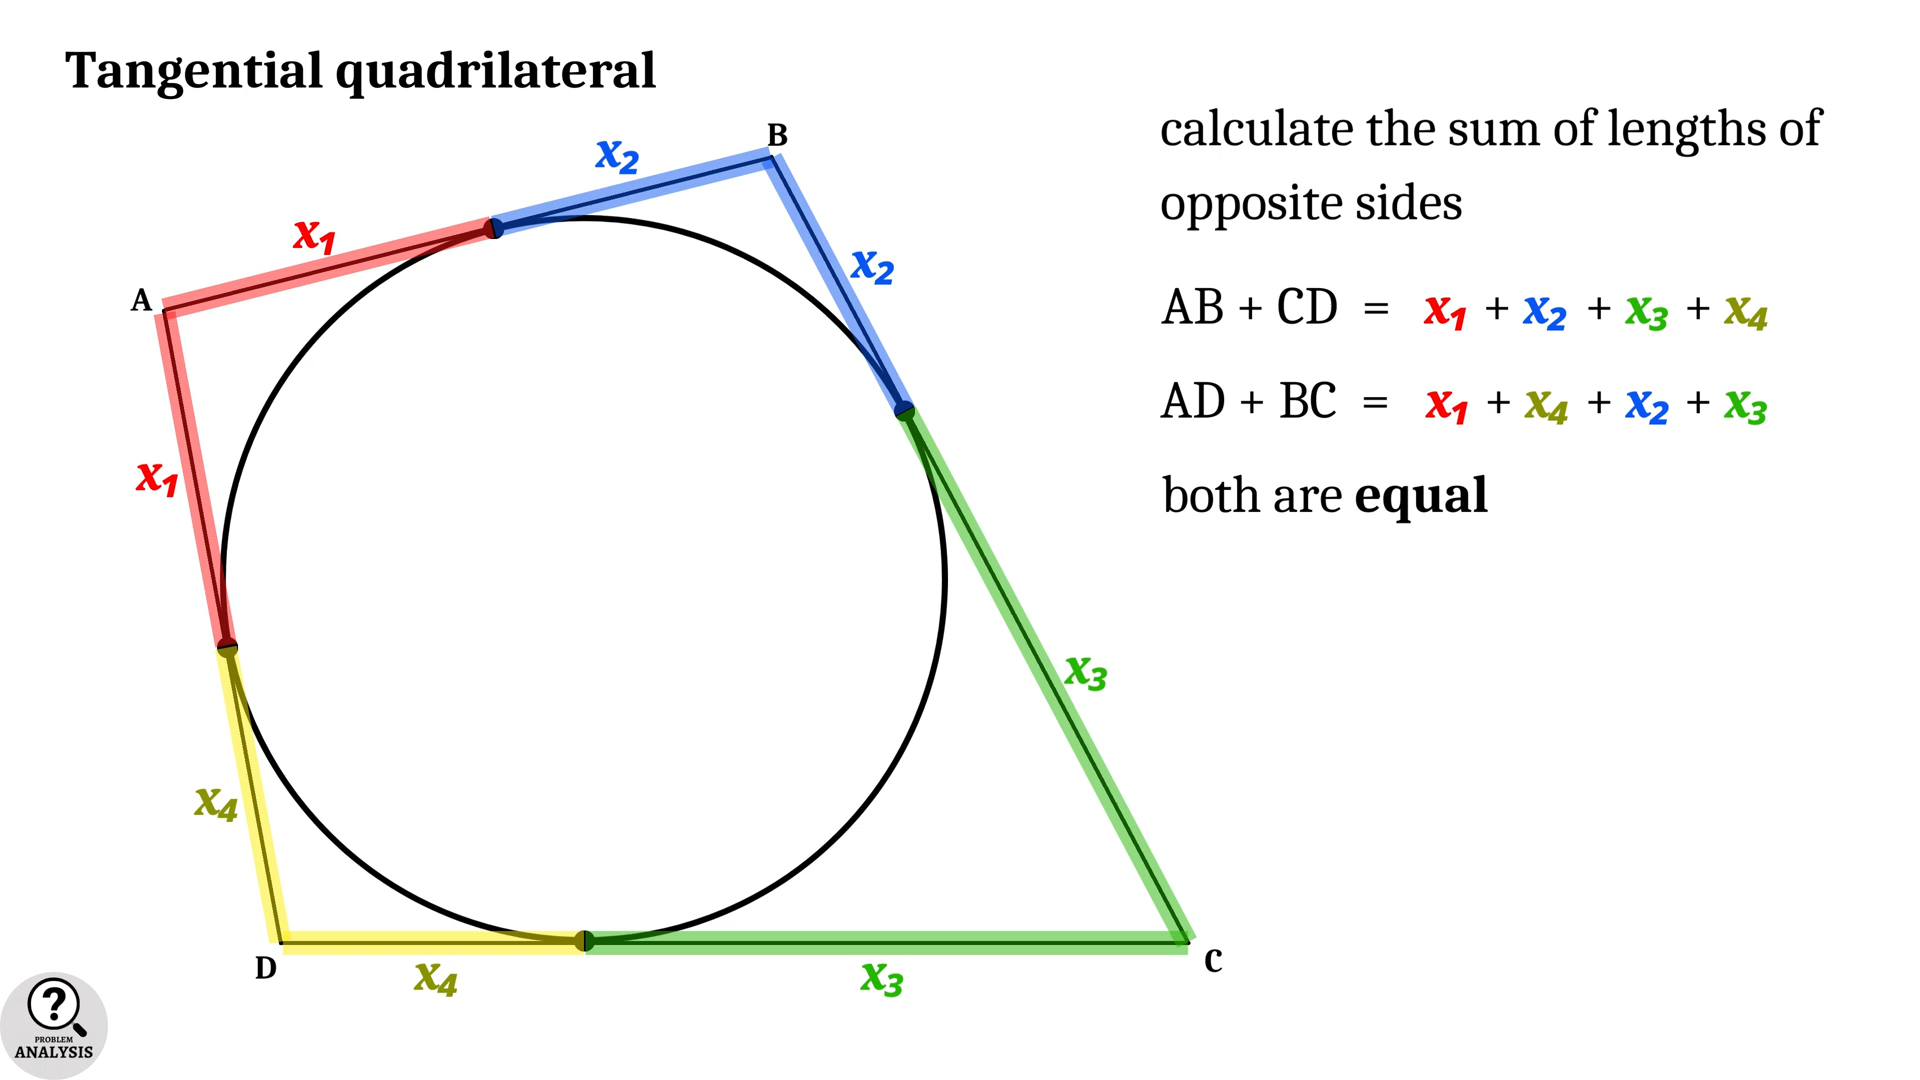 Tangential quadrilateral
calculate the sum of lengths of
opposite sides
AB + CD = x₁ + x₂ + x₃ + x₄
AD + BC = x₁ + x₄ + x₂ + x₃
both are equal
B
x₂
x₁
x₂
A
x₁
x₃
x₄
D
C
x₄
x₃
?
PROBLEM
ANALYSIS